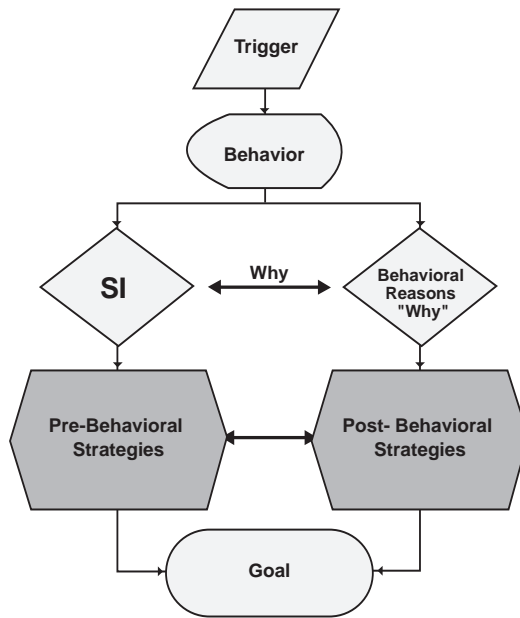 Trigger
Behavior
SI
Why
Behavioral
Reasons
"Why"
Pre-Behavioral
Strategies
Post- Behavioral
Strategies
Goal